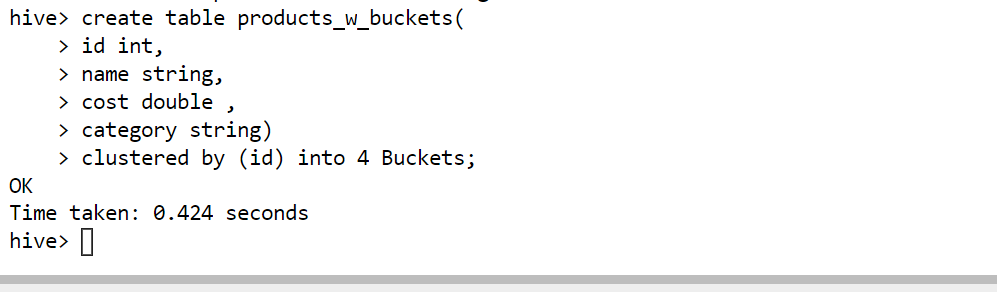 hive> create table products_w_buckets(
    > id int,
    > name string,
    > cost double ,
    > category string)
    > clustered by (id) into 4 Buckets;
OK
Time taken: 0.424 seconds
hive>